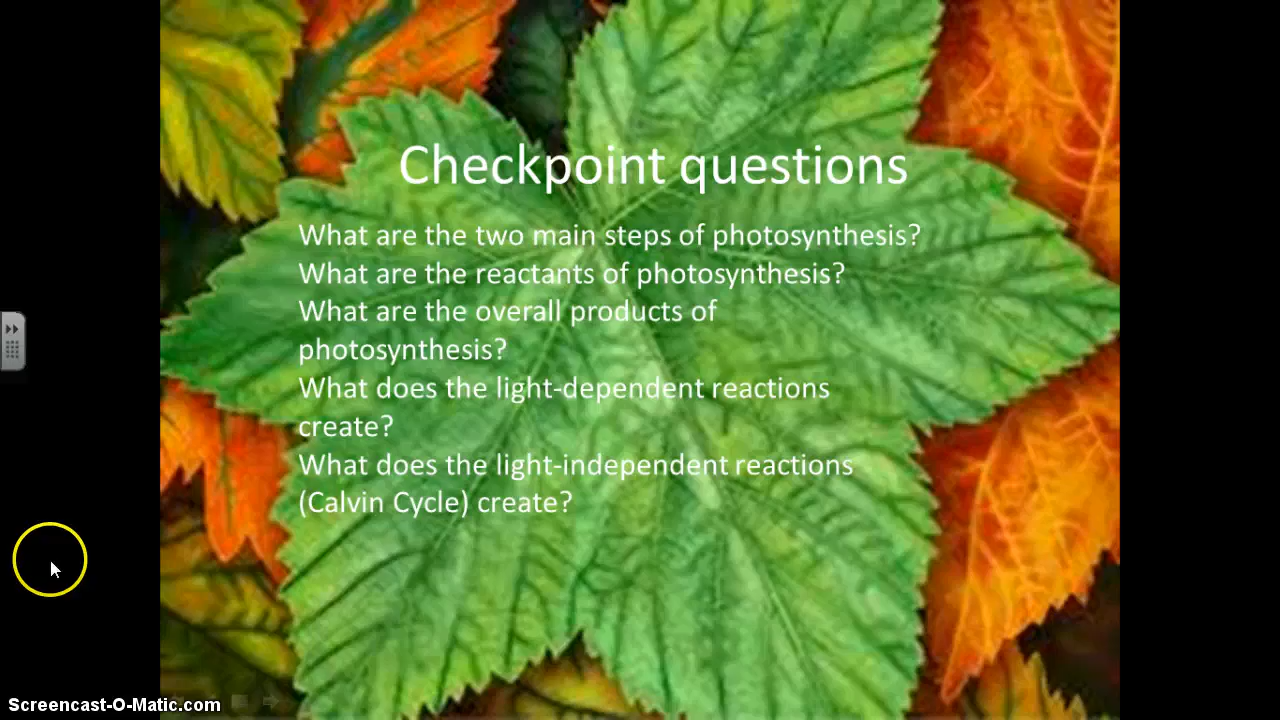 Checkpoint questions
What are the two main steps of photosynthesis?
What are the reactants of photosynthesis?
What are the overall products of
photosynthesis?
What does the light-dependent reactions
create?
What does the light-independent reactions
(Calvin Cycle) create?
Screencast-O-Matic.com